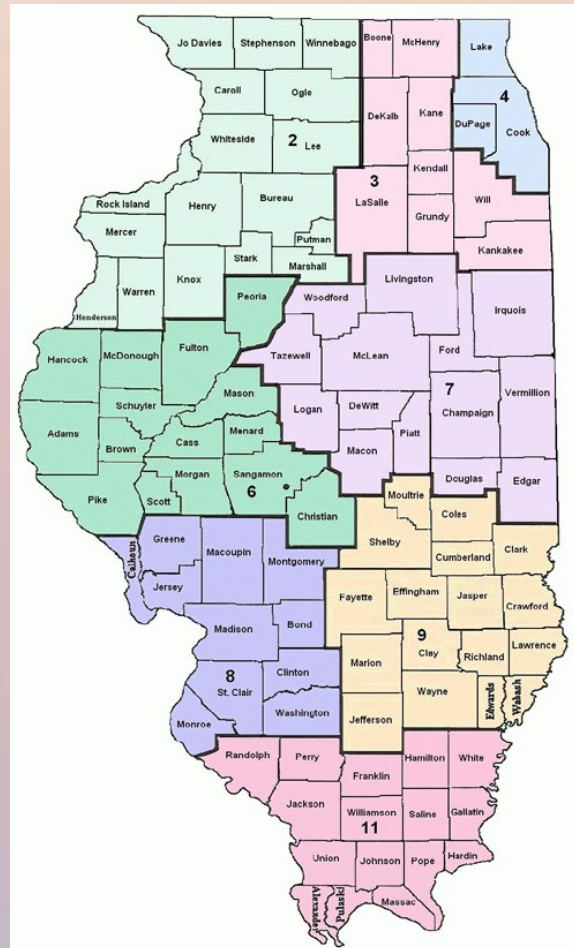 Jo Davies
Stephenson
Winnebago
Boone
McHenry
Lake
Caroll
Ogle
DeKalb
Kane
4
DuPage
Cook
Whiteside
2
Lee
Kendall
3
LaSalle
Will
Rock Island
Henry
Bureau
Grundy
Mercer
Putman
Stark
Marshall
Kankakee
Warren
Knox
Henderson
Peoria
Woodford
Livingston
Irquois
Hancock
McDonough
Fulton
Tazewell
McLean
Ford
Mason
7
Vermillion
Schuyler
Logan
DeWitt
Champaign
Adams
Menard
Piatt
Brown
Cass
Macon
Morgan
Sangamon
6
Douglas
Edgar
Pike
Scott
Christian
Moultrie
Coles
Greene
Macoupin
Montgomery
Shelby
Cumberland
Clark
Calhoun
Jersey
Fayette
Effingham
Jasper
Crawford
Madison
Bond
9
Clay
Richland
Lawrence
8
St. Clair
Clinton
Marion
Wayne
Edwards
Wabash
Monroe
Washington
Jefferson
Randolph
Perry
Franklin
Hamilton
White
Jackson
Williamson
11
Saline
Gallatin
Union
Johnson
Pope
Hardin
Alexander
Pulaski
Massac